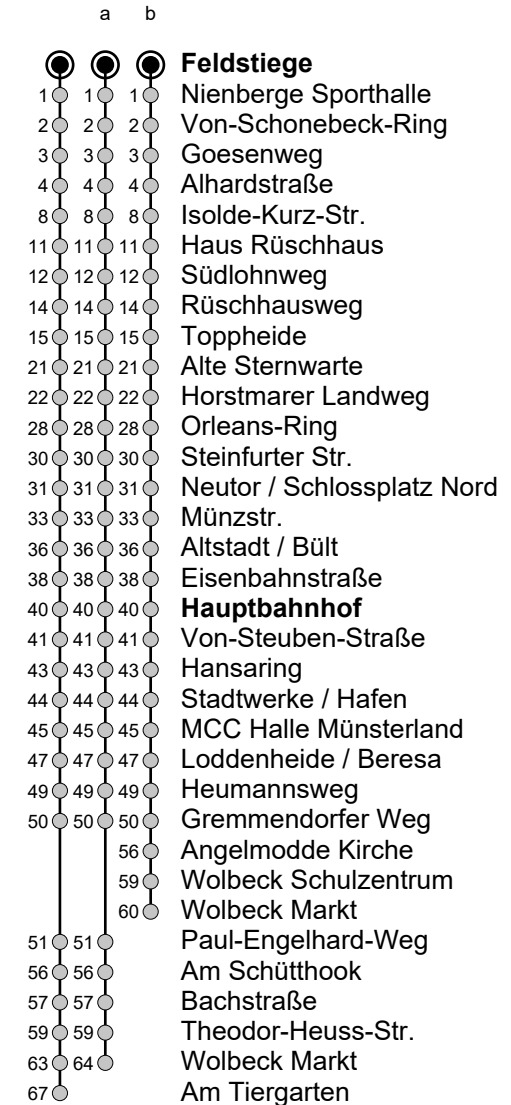 a b
Feldstiege
1 1 1 Nienberge Sporthalle
2 2 2 Von-Schonebeck-Ring
3 3 3 Goesenweg
4 4 4 Alhardstraße
8 8 8 Isolde-Kurz-Str.
11 11 11 Haus Rüschhaus
12 12 12 Südlohnweg
14 14 14 Rüschhausweg
15 15 15 Toppheide
21 21 21 Alte Sternwarte
22 22 22 Horstmarer Landweg
28 28 28 Orleans-Ring
30 30 30 Steinfurter Str.
31 31 31 Neutor / Schlossplatz Nord
33 33 33 Münzstr.
36 36 36 Altstadt / Bült
38 38 38 Eisenbahnstraße
40 40 40 Hauptbahnhof
41 41 41 Von-Steuben-Straße
43 43 43 Hansaring
44 44 44 Stadtwerke / Hafen
45 45 45 MCC Halle Münsterland
47 47 47 Loddenheide / Beresa
49 49 49 Heumannsweg
50 50 50 Gremmendorfer Weg
56 Angelmodde Kirche
59 Wolbeck Schulzentrum
60 Wolbeck Markt
51 51 Paul-Engelhard-Weg
56 56 Am Schütthook
57 57 Bachstraße
59 59 Theodor-Heuss-Str.
63 64 Wolbeck Markt
67 Am Tiergarten